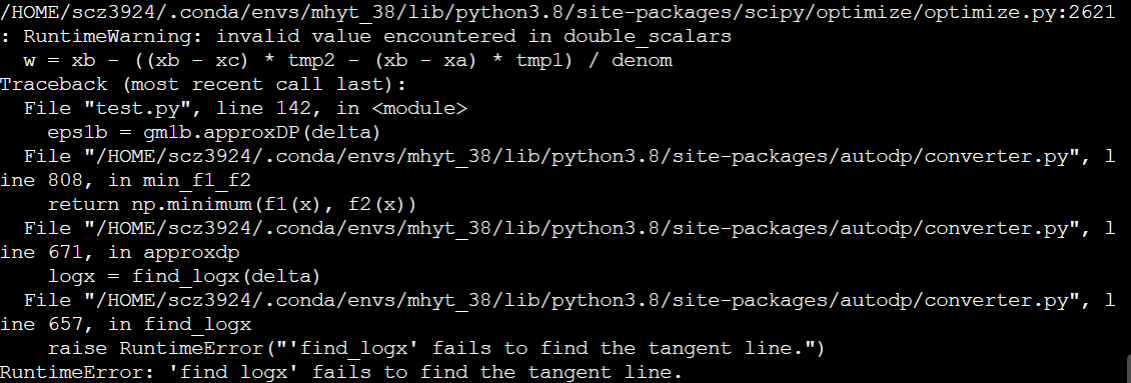 /HOME/scz3924/.conda/envs/mhyt_38/lib/python3.8/site-packages/scipy/optimize/optimize.py:2621
: RuntimeWarning: invalid value encountered in double_scalars
  w = xb - ((xb - xc) * tmp2 - (xb - xa) * tmp1) / denom
Traceback (most recent call last):
  File "test.py", line 142, in <module>
    eps1b = gm1b.approxDP(delta)
  File "/HOME/scz3924/.conda/envs/mhyt_38/lib/python3.8/site-packages/autodp/converter.py", l
ine 808, in min_f1_f2
    return np.minimum(f1(x), f2(x))
  File "/HOME/scz3924/.conda/envs/mhyt_38/lib/python3.8/site-packages/autodp/converter.py", l
ine 671, in approxdp
    logx = find_logx(delta)
  File "/HOME/scz3924/.conda/envs/mhyt_38/lib/python3.8/site-packages/autodp/converter.py", l
ine 657, in find_logx
    raise RuntimeError("'find_logx' fails to find the tangent line.")
RuntimeError: 'find_logx' fails to find the tangent line.